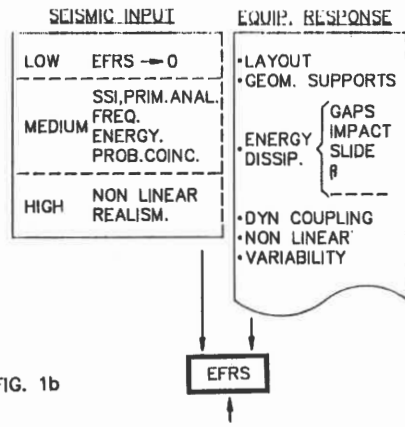 SEISMIC INPUT
LOW EFRS → 0
SSI,PRIM.ANAL.
MEDIUM FREQ.
ENERGY.
PROB.COINC.
HIGH NON LINEAR
REALISM.
EQUIP. RESPONSE
•LAYOUT
•GEOM. SUPPORTS
•ENERGY DISSIP.
GAPS
IMPACT
SLIDE
β
•DYN COUPLING
•NON LINEAR
•VARIABILITY
EFRS
FIG. 1b